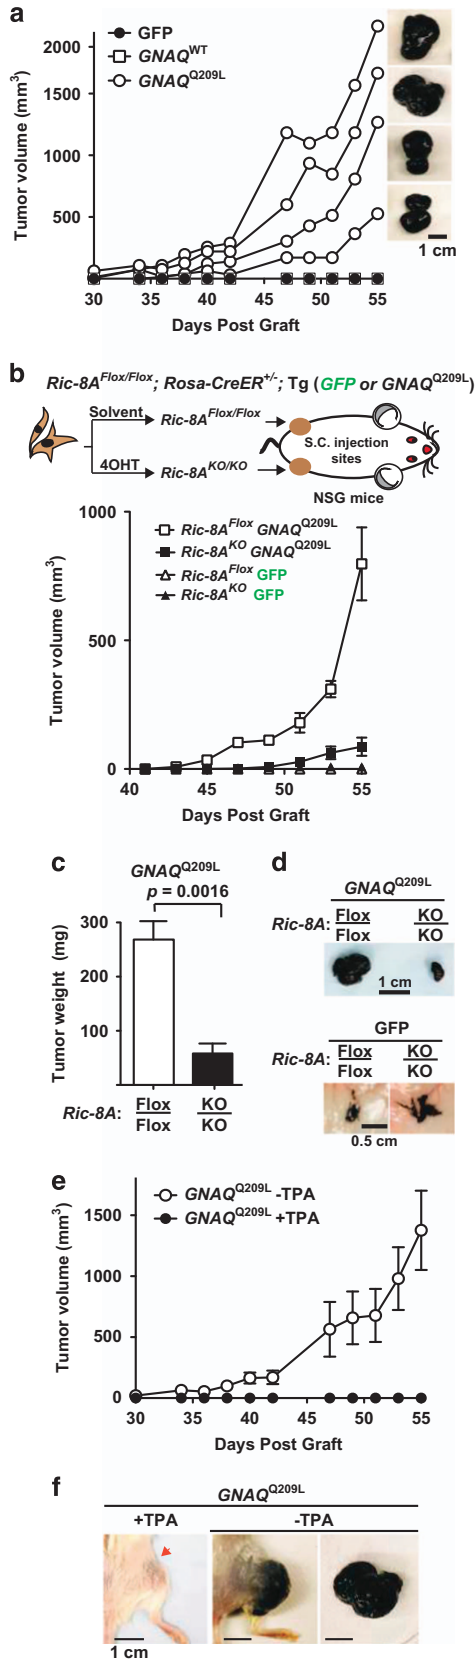 a
GFP
GNAQ^WT
GNAQ^Q209L
Tumor volume (mm³)
2000
1500
1000
500
30 35 40 45 50 55
Days Post Graft
1 cm
b
Ric-8A^Flox/Flox; Rosa-CreER^+/-; Tg (GFP or GNAQ^Q209L)
Solvent
Ric-8A^Flox/Flox
4OHT
Ric-8A^KO/KO
S.C. injection
sites
NSG mice
Ric-8A^Flox GNAQ^Q209L
Ric-8A^KO GNAQ^Q209L
Ric-8A^Flox GFP
Ric-8A^KO GFP
Tumor volume (mm³)
1000
500
0
40 45 50 55
Days Post Graft
c
GNAQ^Q209L
p = 0.0016
Tumor weight (mg)
300
200
100
Ric-8A: Flox/Flox KO/KO
d
GNAQ^Q209L
Ric-8A: Flox/Flox KO/KO
1 cm
GFP
Ric-8A: Flox/Flox KO/KO
0.5 cm
e
GNAQ^Q209L -TPA
GNAQ^Q209L +TPA
Tumor volume (mm³)
1500
1000
500
0
30 35 40 45 50 55
Days Post Graft
f
GNAQ^Q209L
+TPA -TPA
1 cm